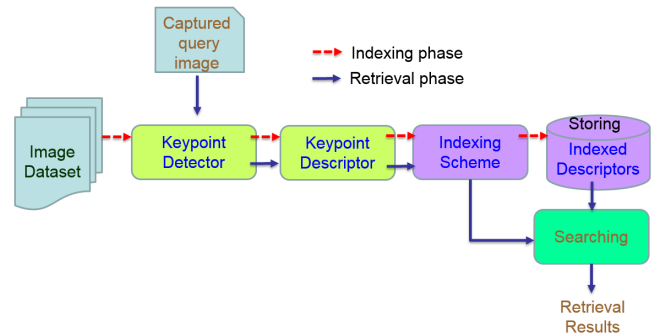 Captured
query
image
Indexing phase
Retrieval phase
Image
Dataset
Keypoint
Detector
Keypoint
Descriptor
Indexing
Scheme
Storing
Indexed
Descriptors
Searching
Retrieval
Results